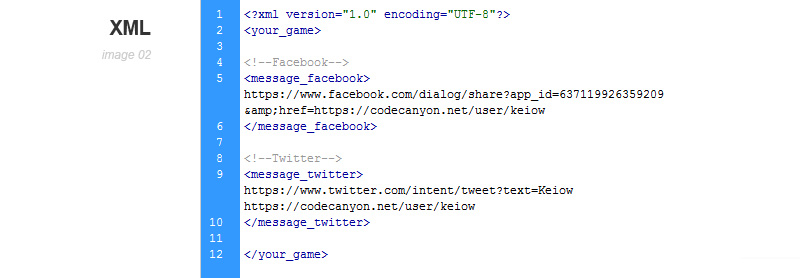 XML
image 02
1 <?xml version="1.0" encoding="UTF-8"?>
2 <your_game>
3
4 <!--Facebook-->
5 <message_facebook>
https://www.facebook.com/dialog/share?app_id=637119926359209
&amp;href=https://codecanyon.net/user/keiow
6 </message_facebook>
7
8 <!--Twitter-->
9 <message_twitter>
https://www.twitter.com/intent/tweet?text=Keiow
https://codecanyon.net/user/keiow
10 </message_twitter>
11
12 </your_game>